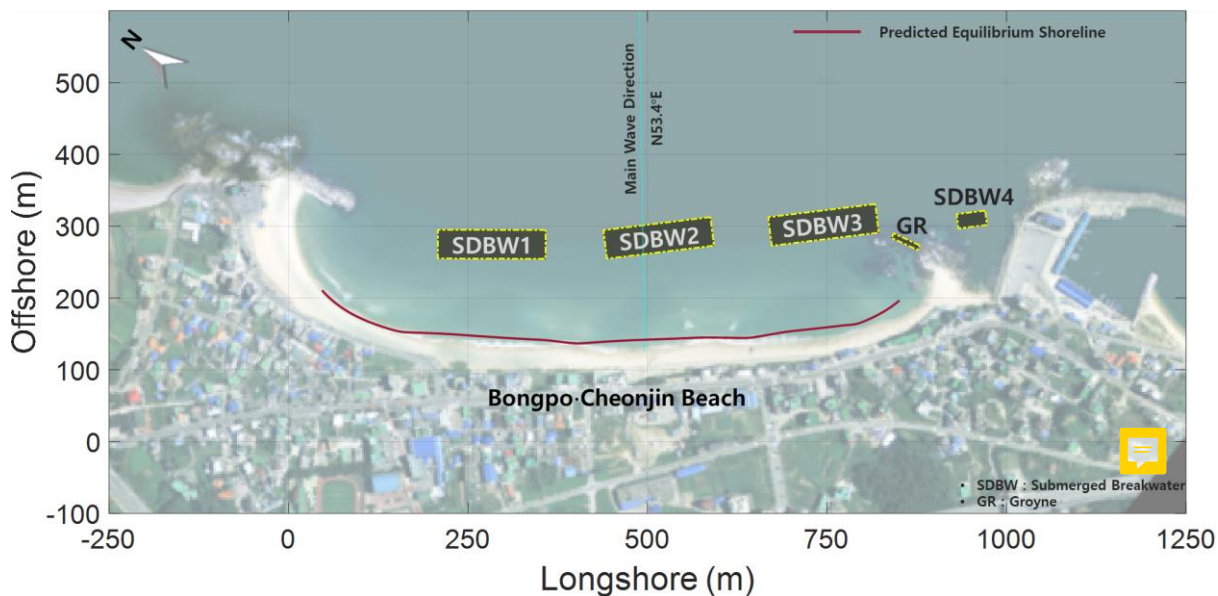 N
Predicted Equilibrium Shoreline
Main Wave Direction
N53.4°E
500
400
300
200
100
0
-100
Offshore (m)
SDBW1
SDBW2
SDBW3
GR
SDBW4
Bongpo·Cheonjin Beach
• SDBW : Submerged Breakwater
• GR : Groyne
-250
0
250
500
750
1000
1250
Longshore (m)